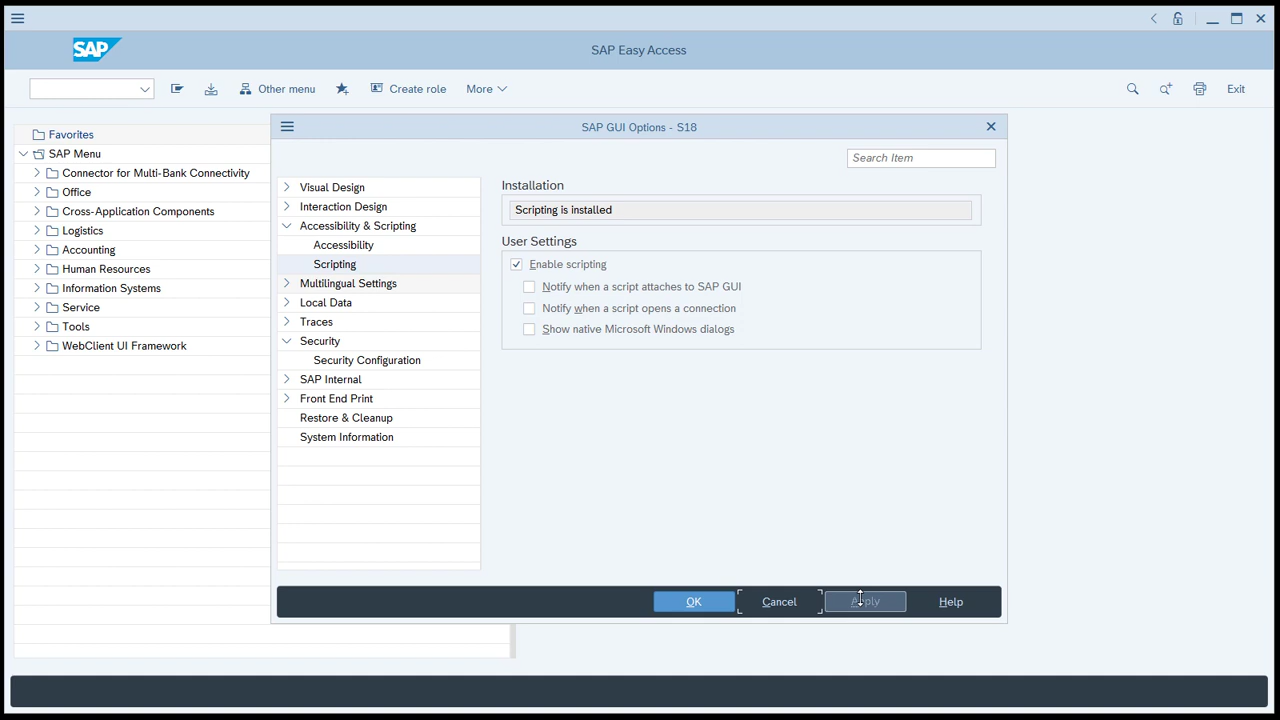 SAP
SAP Easy Access
Other menu
Create role
More
Exit
Favorites
SAP Menu
Connector for Multi-Bank Connectivity
Office
Cross-Application Components
Logistics
Accounting
Human Resources
Information Systems
Service
Tools
WebClient UI Framework
SAP GUI Options - S18
Search Item
Visual Design
Interaction Design
Accessibility & Scripting
Accessibility
Scripting
Multilingual Settings
Local Data
Traces
Security
Security Configuration
SAP Internal
Front End Print
Restore & Cleanup
System Information
Installation
Scripting is installed
User Settings
Enable scripting
Notify when a script attaches to SAP GUI
Notify when a script opens a connection
Show native Microsoft Windows dialogs
OK
Cancel
Apply
Help